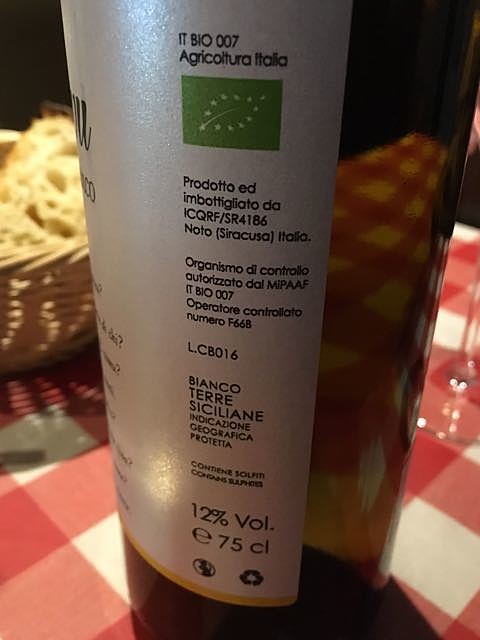 IT BIO 007
Agricoltura Italia
Prodotto ed
imbottigliato da
ICQRF/SR4186
Noto (Siracusa) Italia.
Organismo di controllo
autorizzato dal MiPAAF
IT BIO 007
Operatore controllato
numero F66B
L.CB016
BIANCO
TERRE
SICILIANE
INDICAZIONE
GEOGRAFICA
PROTETTA
CONTIENE SOLFITI
CONTAINS SULPHITES
12% Vol.
℮ 75 cl